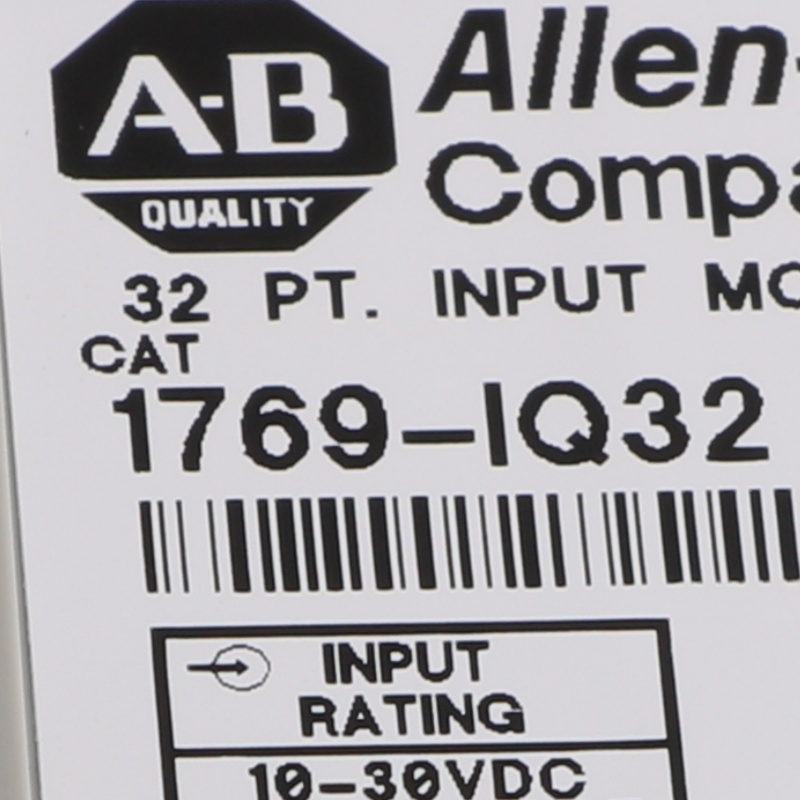 A-B
QUALITY
Allen-
Compa
32 PT. INPUT MO
CAT
1769-IQ32
INPUT
RATING
10-30VDC